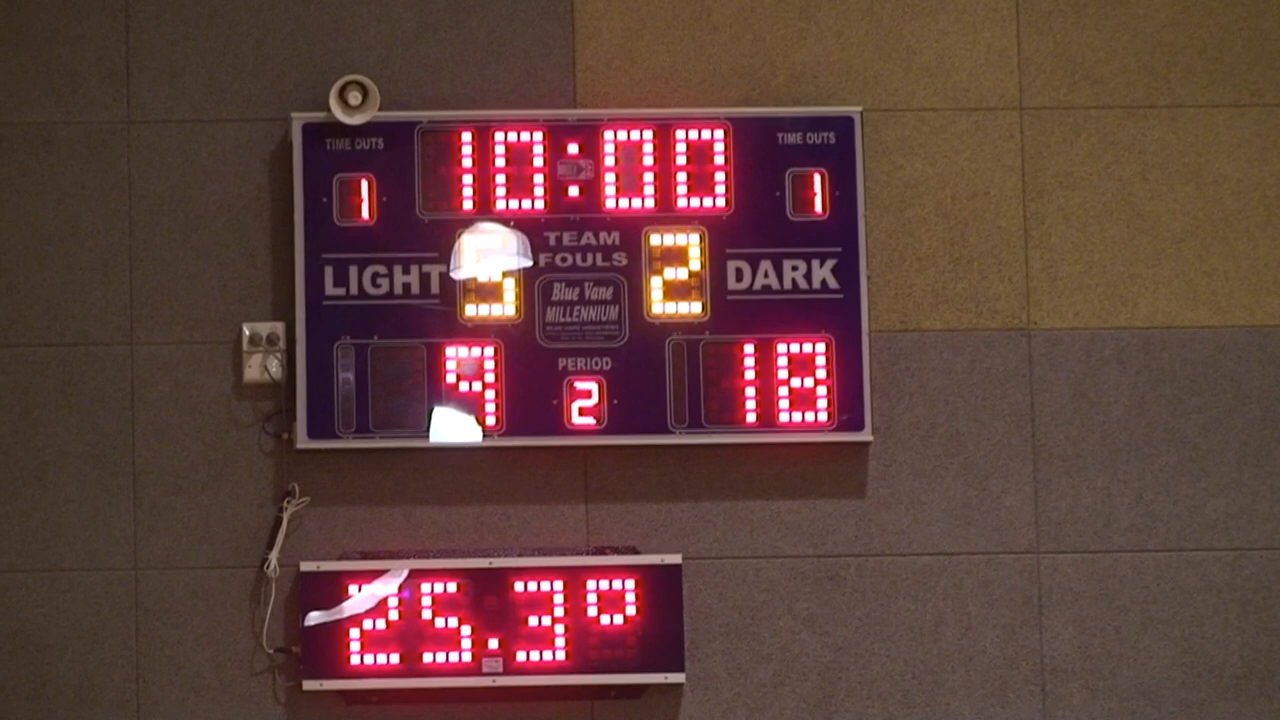 TIME OUTS
10:00
TIME OUTS
1
1
TEAM
FOULS
5
2
LIGHT
DARK
Blue Vane
MILLENNIUM
PERIOD
9
2
18
25.3°